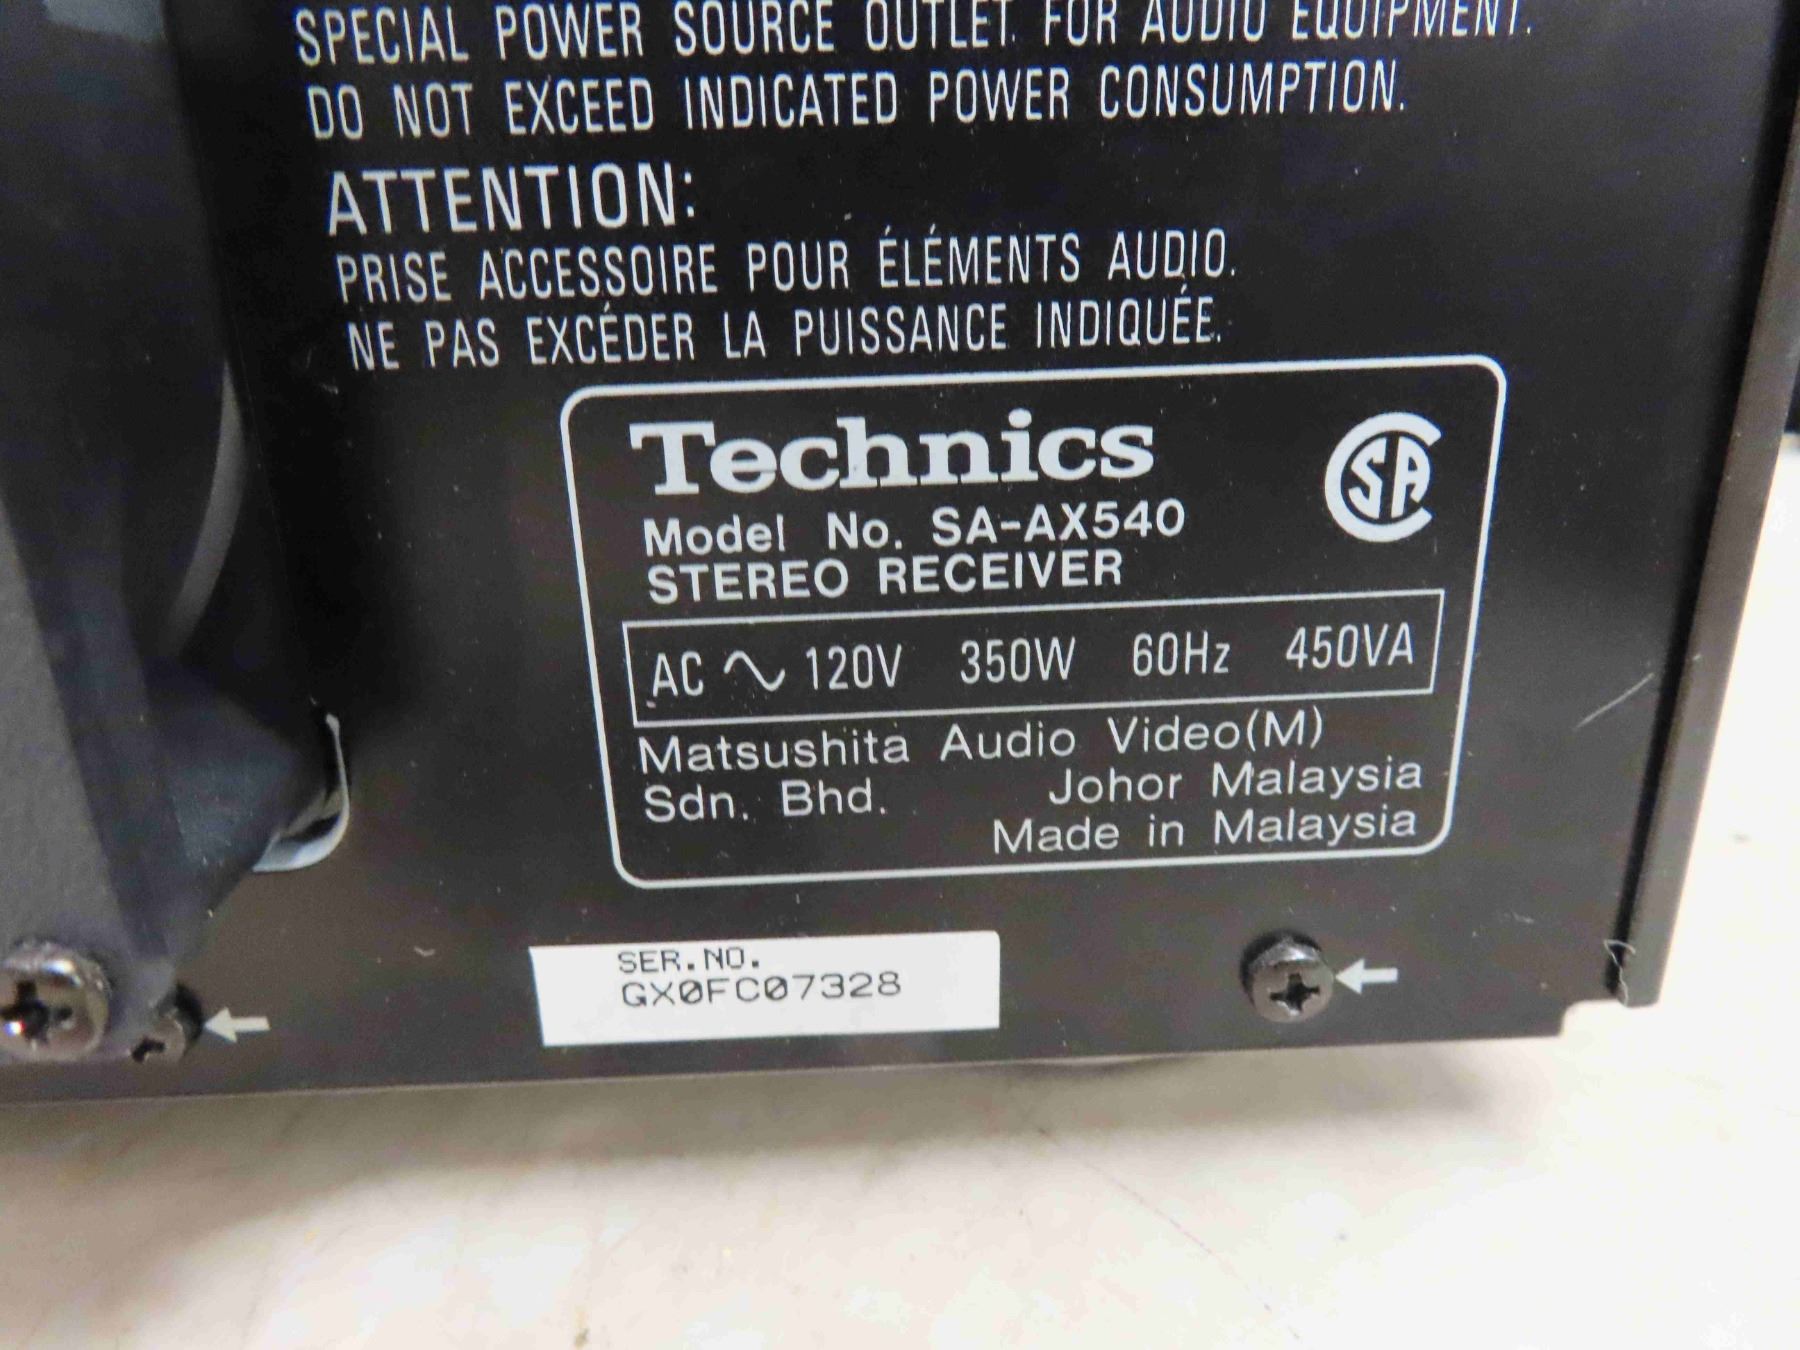 SPECIAL POWER SOURCE OUTLET FOR AUDIO EQUIPMENT.
DO NOT EXCEED INDICATED POWER CONSUMPTION.
ATTENTION:
PRISE ACCESSOIRE POUR ÉLÉMENTS AUDIO.
NE PAS EXCÉDER LA PUISSANCE INDIQUÉE.
Technics
SA
Model No. SA-AX540
STEREO RECEIVER
AC ∿ 120V 350W 60Hz 450VA
Matsushita Audio Video(M)
Sdn. Bhd. Johor Malaysia
Made in Malaysia
SER.NO.
GX0FC07328